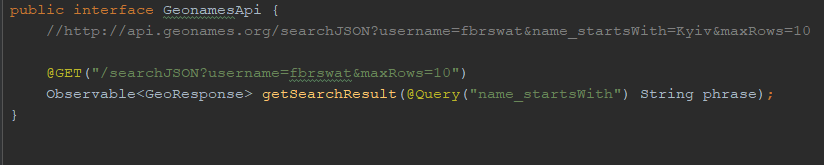 public interface GeonamesApi {
//http://api.geonames.org/searchJSON?username=fbrswat&name_startsWith=Kyiv&maxRows=10
@GET("/searchJSON?username=fbrswat&maxRows=10")
Observable<GeoResponse> getSearchResult(@Query("name_startsWith") String phrase);
}